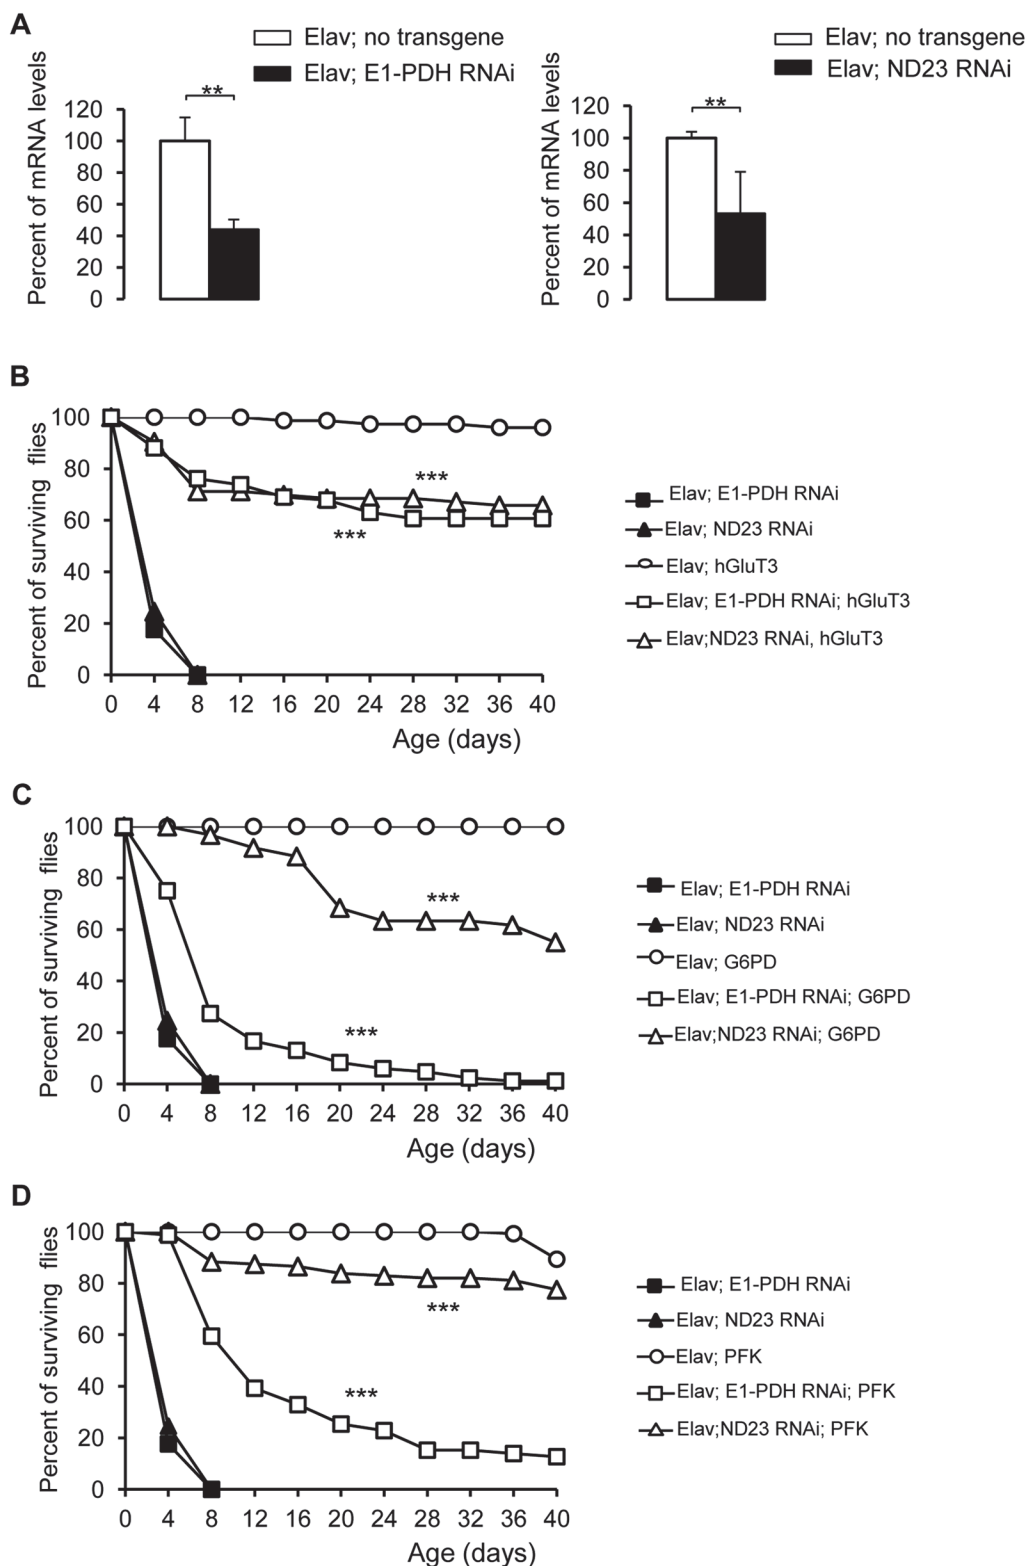 A
Elav; no transgene
Elav; E1-PDH RNAi
**
Percent of mRNA levels
120
100
80
60
40
20
0
Elav; no transgene
Elav; ND23 RNAi
**
Percent of mRNA levels
120
100
80
60
40
20
0
B
Percent of surviving flies
100
80
60
40
20
0
***
***
0 4 8 12 16 20 24 28 32 36 40
Age (days)
Elav; E1-PDH RNAi
Elav; ND23 RNAi
Elav; hGluT3
Elav; E1-PDH RNAi; hGluT3
Elav;ND23 RNAi, hGluT3
C
Percent of surviving flies
100
80
60
40
20
0
***
***
0 4 8 12 16 20 24 28 32 36 40
Age (days)
Elav; E1-PDH RNAi
Elav; ND23 RNAi
Elav; G6PD
Elav; E1-PDH RNAi; G6PD
Elav;ND23 RNAi; G6PD
D
Percent of surviving flies
100
80
60
40
20
0
***
***
0 4 8 12 16 20 24 28 32 36 40
Age (days)
Elav; E1-PDH RNAi
Elav; ND23 RNAi
Elav; PFK
Elav; E1-PDH RNAi; PFK
Elav;ND23 RNAi; PFK